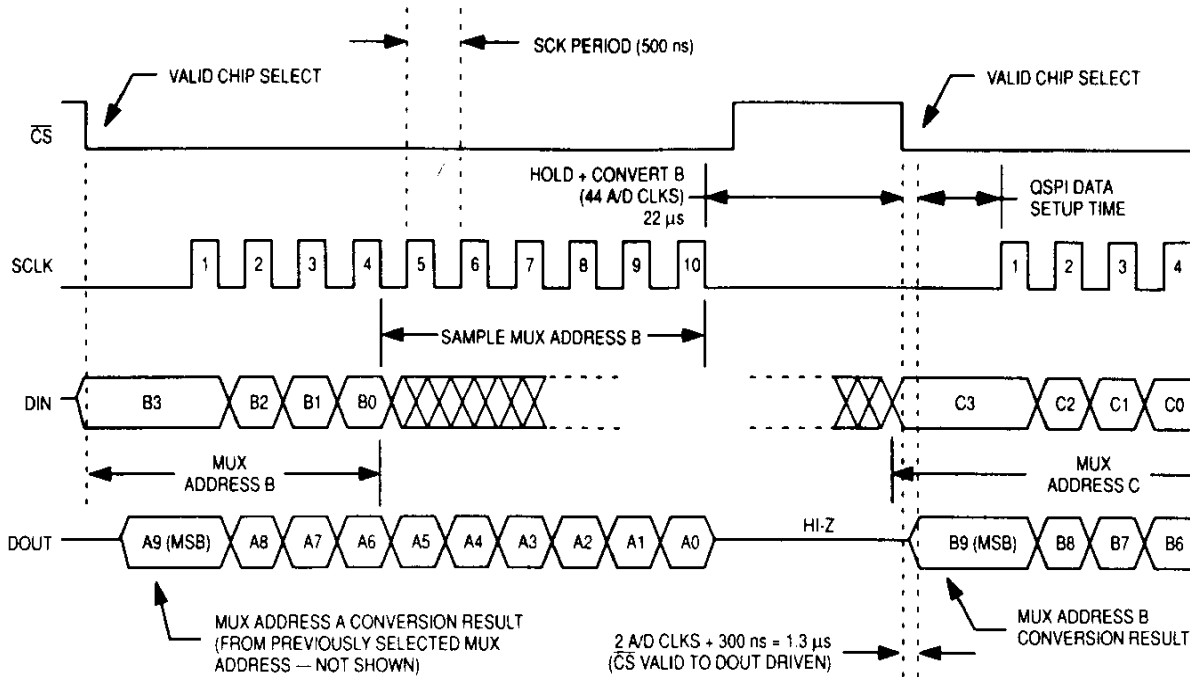 SCK PERIOD (500 ns)
VALID CHIP SELECT
VALID CHIP SELECT
CS
HOLD + CONVERT B
(44 A/D CLKS)
22 µs
QSPI DATA
SETUP TIME
SCLK
1 2 3 4 5 6 7 8 9 10 1 2 3 4
SAMPLE MUX ADDRESS B
DIN
B3 B2 B1 B0 C3 C2 C1 C0
MUX
ADDRESS B
MUX
ADDRESS C
DOUT
A9 (MSB) A8 A7 A6 A5 A4 A3 A2 A1 A0 HI-Z B9 (MSB) B8 B7 B6
MUX ADDRESS A CONVERSION RESULT
(FROM PREVIOUSLY SELECTED MUX
ADDRESS — NOT SHOWN)
2 A/D CLKS + 300 ns = 1.3 µs
(CS VALID TO DOUT DRIVEN)
MUX ADDRESS B
CONVERSION RESULT